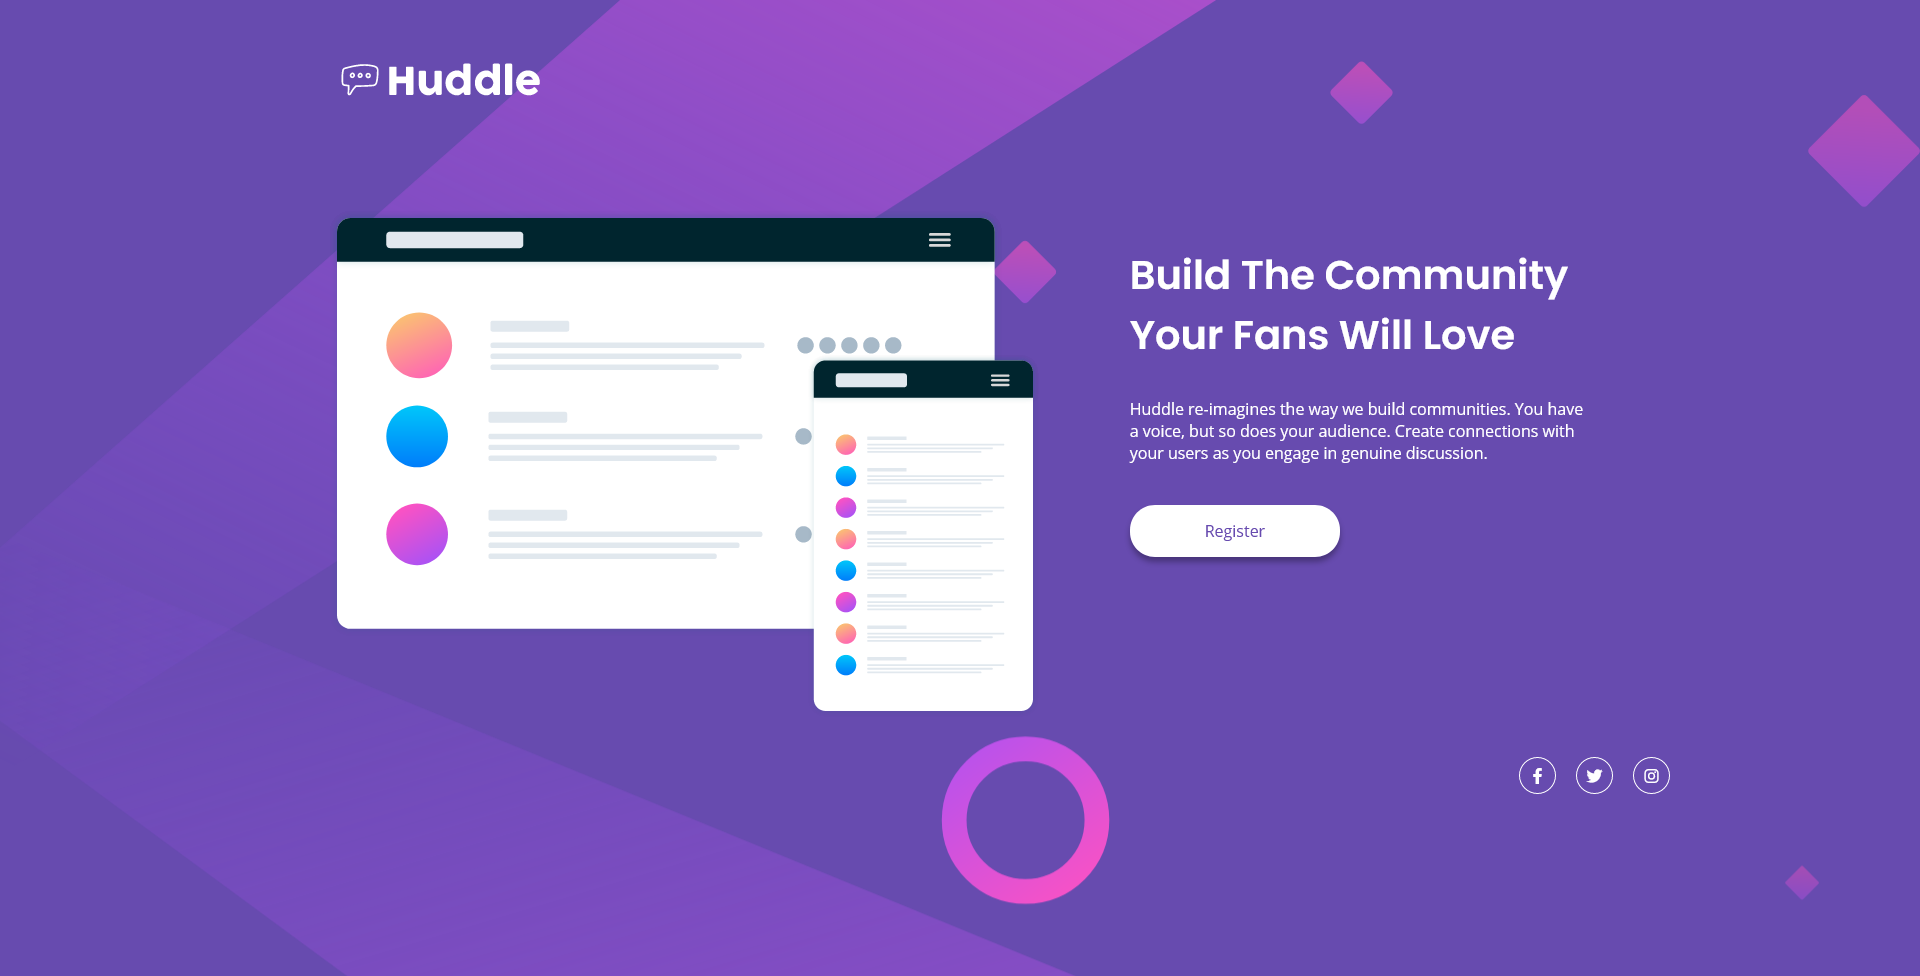 Huddle
Build The Community
Your Fans Will Love
Huddle re-imagines the way we build communities. You have
a voice, but so does your audience. Create connections with
your users as you engage in genuine discussion.
Register